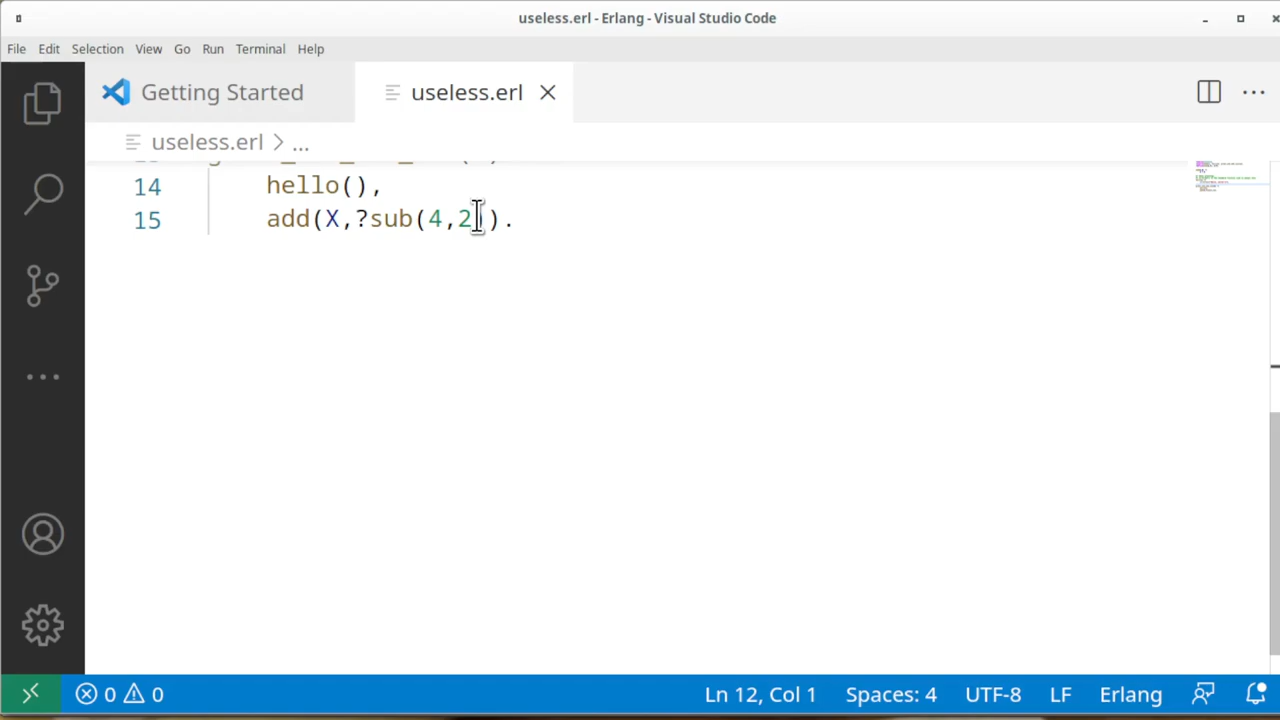 useless.erl - Erlang - Visual Studio Code
File Edit Selection View Go Run Terminal Help
Getting Started useless.erl
useless.erl > ...
14 hello(),
15 add(X,?sub(4,2)).
0 0 Ln 12, Col 1 Spaces: 4 UTF-8 LF Erlang